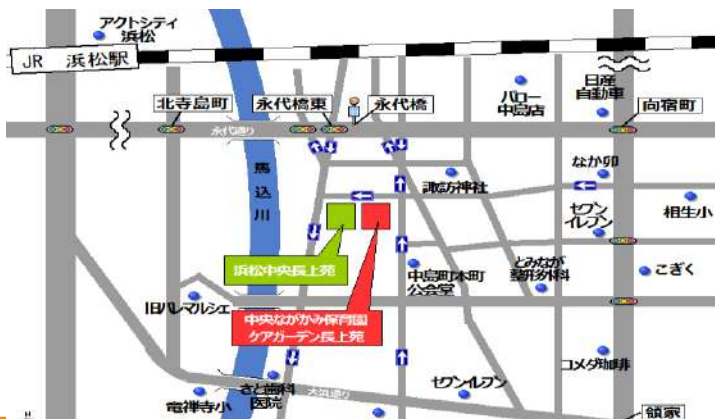 アクトシティ
浜松
JR 浜松駅
北寺島町
永代橋東
永代橋
バロー
中島店
日産
自動車
向宿町
永代通り
馬込川
諏訪神社
なか卯
セブン
イレブン
相生小
浜松中央長上苑
中島町本町
公会堂
とみなが
整形外科
こぎく
旧パレマルシェ
中央ながかみ保育園
ケアガーデン長上苑
コメダ珈琲
さと歯科
医院
竜禅寺小
セブンイレブン
領家